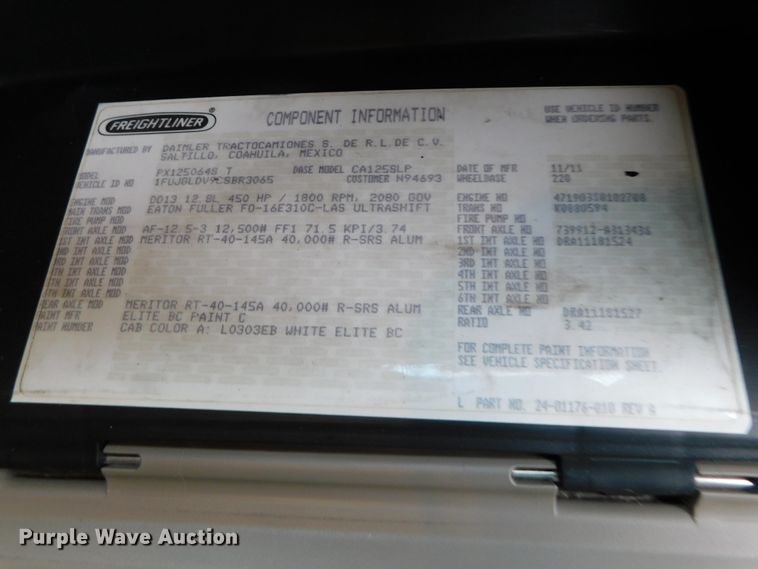 FREIGHTLINER ®
COMPONENT INFORMATION
USE VEHICLE ID NUMBER
WHEN ORDERING PARTS.
MANUFACTURED BY DAIMLER TRACTOCAMIONES S. DE R.L. DE C.V.
SALTILLO, COAHUILA, MEXICO
MODEL PX125064S T BASE MODEL CA125SLP DATE OF MFR 11/11
VEHICLE ID NO CUSTOMER N94693 WHEELBASE 228
ENGINE MOD DD13 12.8L 450 HP / 1800 RPM, 2080 GOV ENGINE NO
MAIN TRANS MOD EATON FULLER FO-16E310C-LAS ULTRASHIFT TRANS NO K0880594
FIRE PUMP MOD FIRE PUMP NO
FRONT AXLE MOD AF-12.5-3 12,500# FF1 71.5 KPI/3.74 FRONT AXLE NO 739912-A313436
1ST INT AXLE MOD MERITOR RT-40-145A 40,000# R-SRS ALUM 1ST INT AXLE NO DRA11181524
2ND INT AXLE MOD 2ND INT AXLE NO
3RD INT AXLE MOD 3RD INT AXLE NO
4TH INT AXLE MOD 4TH INT AXLE NO
5TH INT AXLE MOD 5TH INT AXLE NO
6TH INT AXLE MOD 6TH INT AXLE NO
REAR AXLE MOD MERITOR RT-40-145A 40,000# R-SRS ALUM REAR AXLE NO DRA11181527
PAINT MFR ELITE BC PAINT C RATIO 3.42
PAINT NUMBER CAB COLOR A: L0303EB WHITE ELITE BC
FOR COMPLETE PAINT INFORMATION
SEE VEHICLE SPECIFICATION SHEET.
L PART NO. 24-01176-010 REV A
Purple Wave Auction